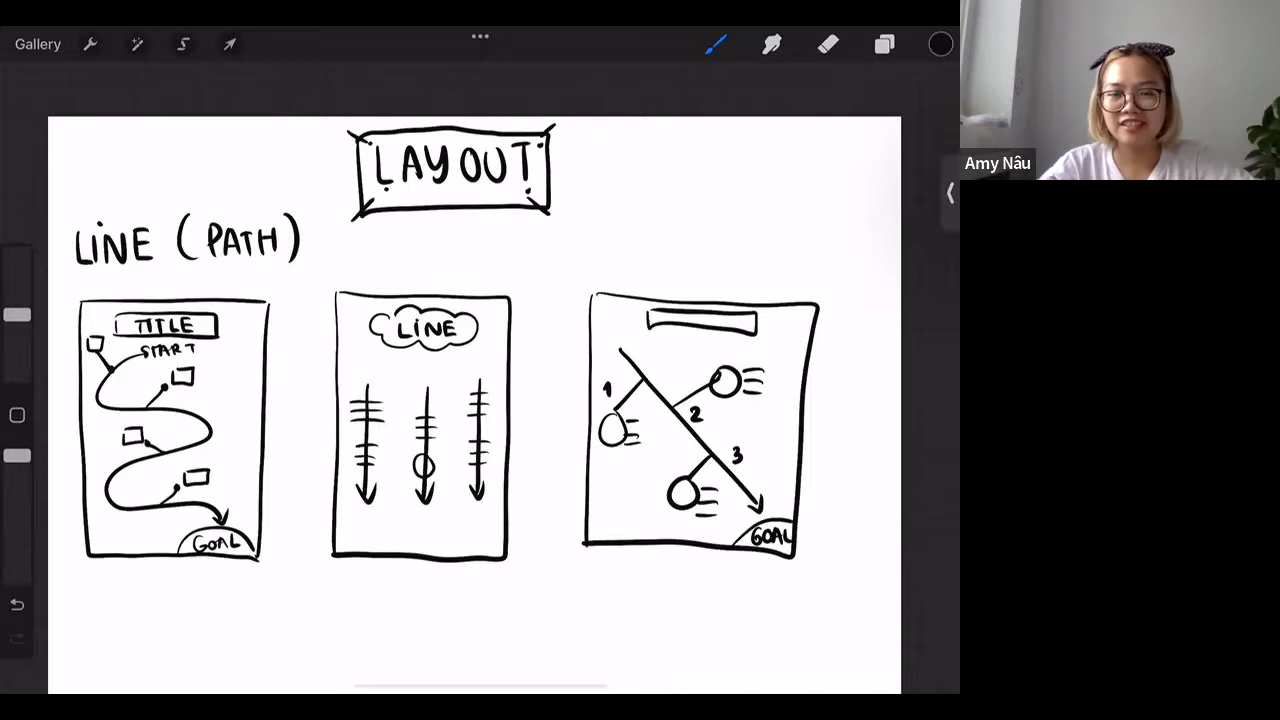 Gallery
Amy Nâu
LAYOUT
LiNE (PATH)
TITLE
START
GOAL
LiNE
1
2
3
GOAL